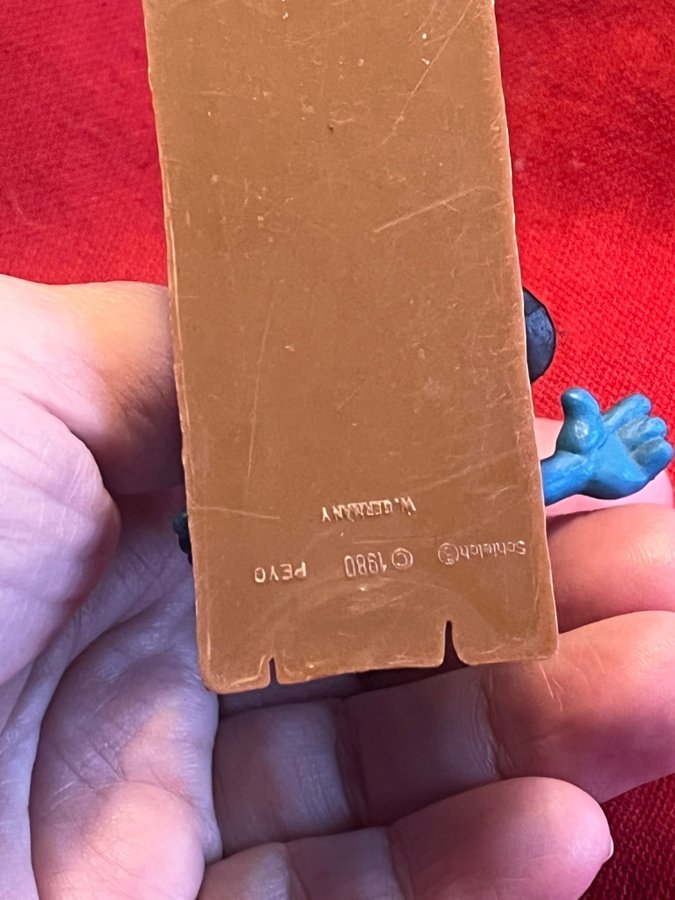 Schleich Ⓢ © 1980 PEYO
W. GERMANY